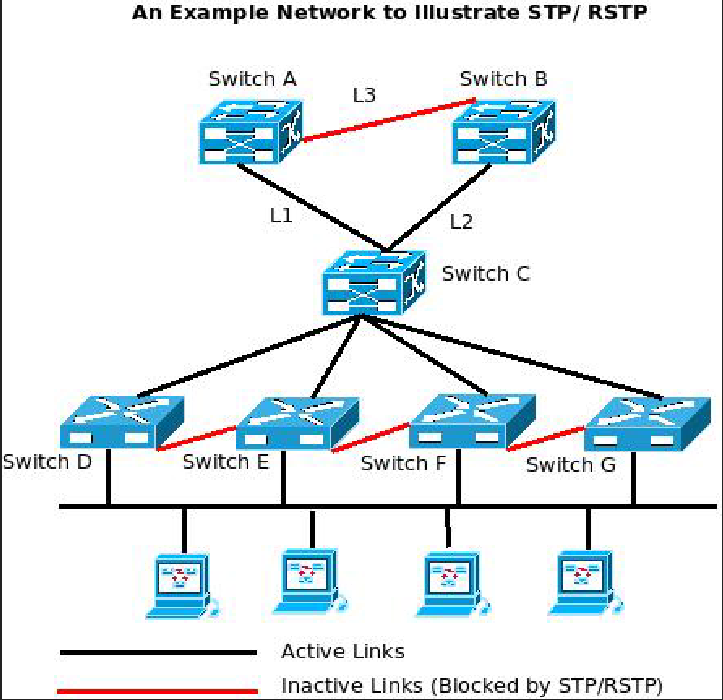 An Example Network to Illustrate STP/ RSTP
Switch A
Switch B
L3
L1
L2
Switch C
Switch D
Switch E
Switch F
Switch G
Active Links
Inactive Links (Blocked by STP/RSTP)